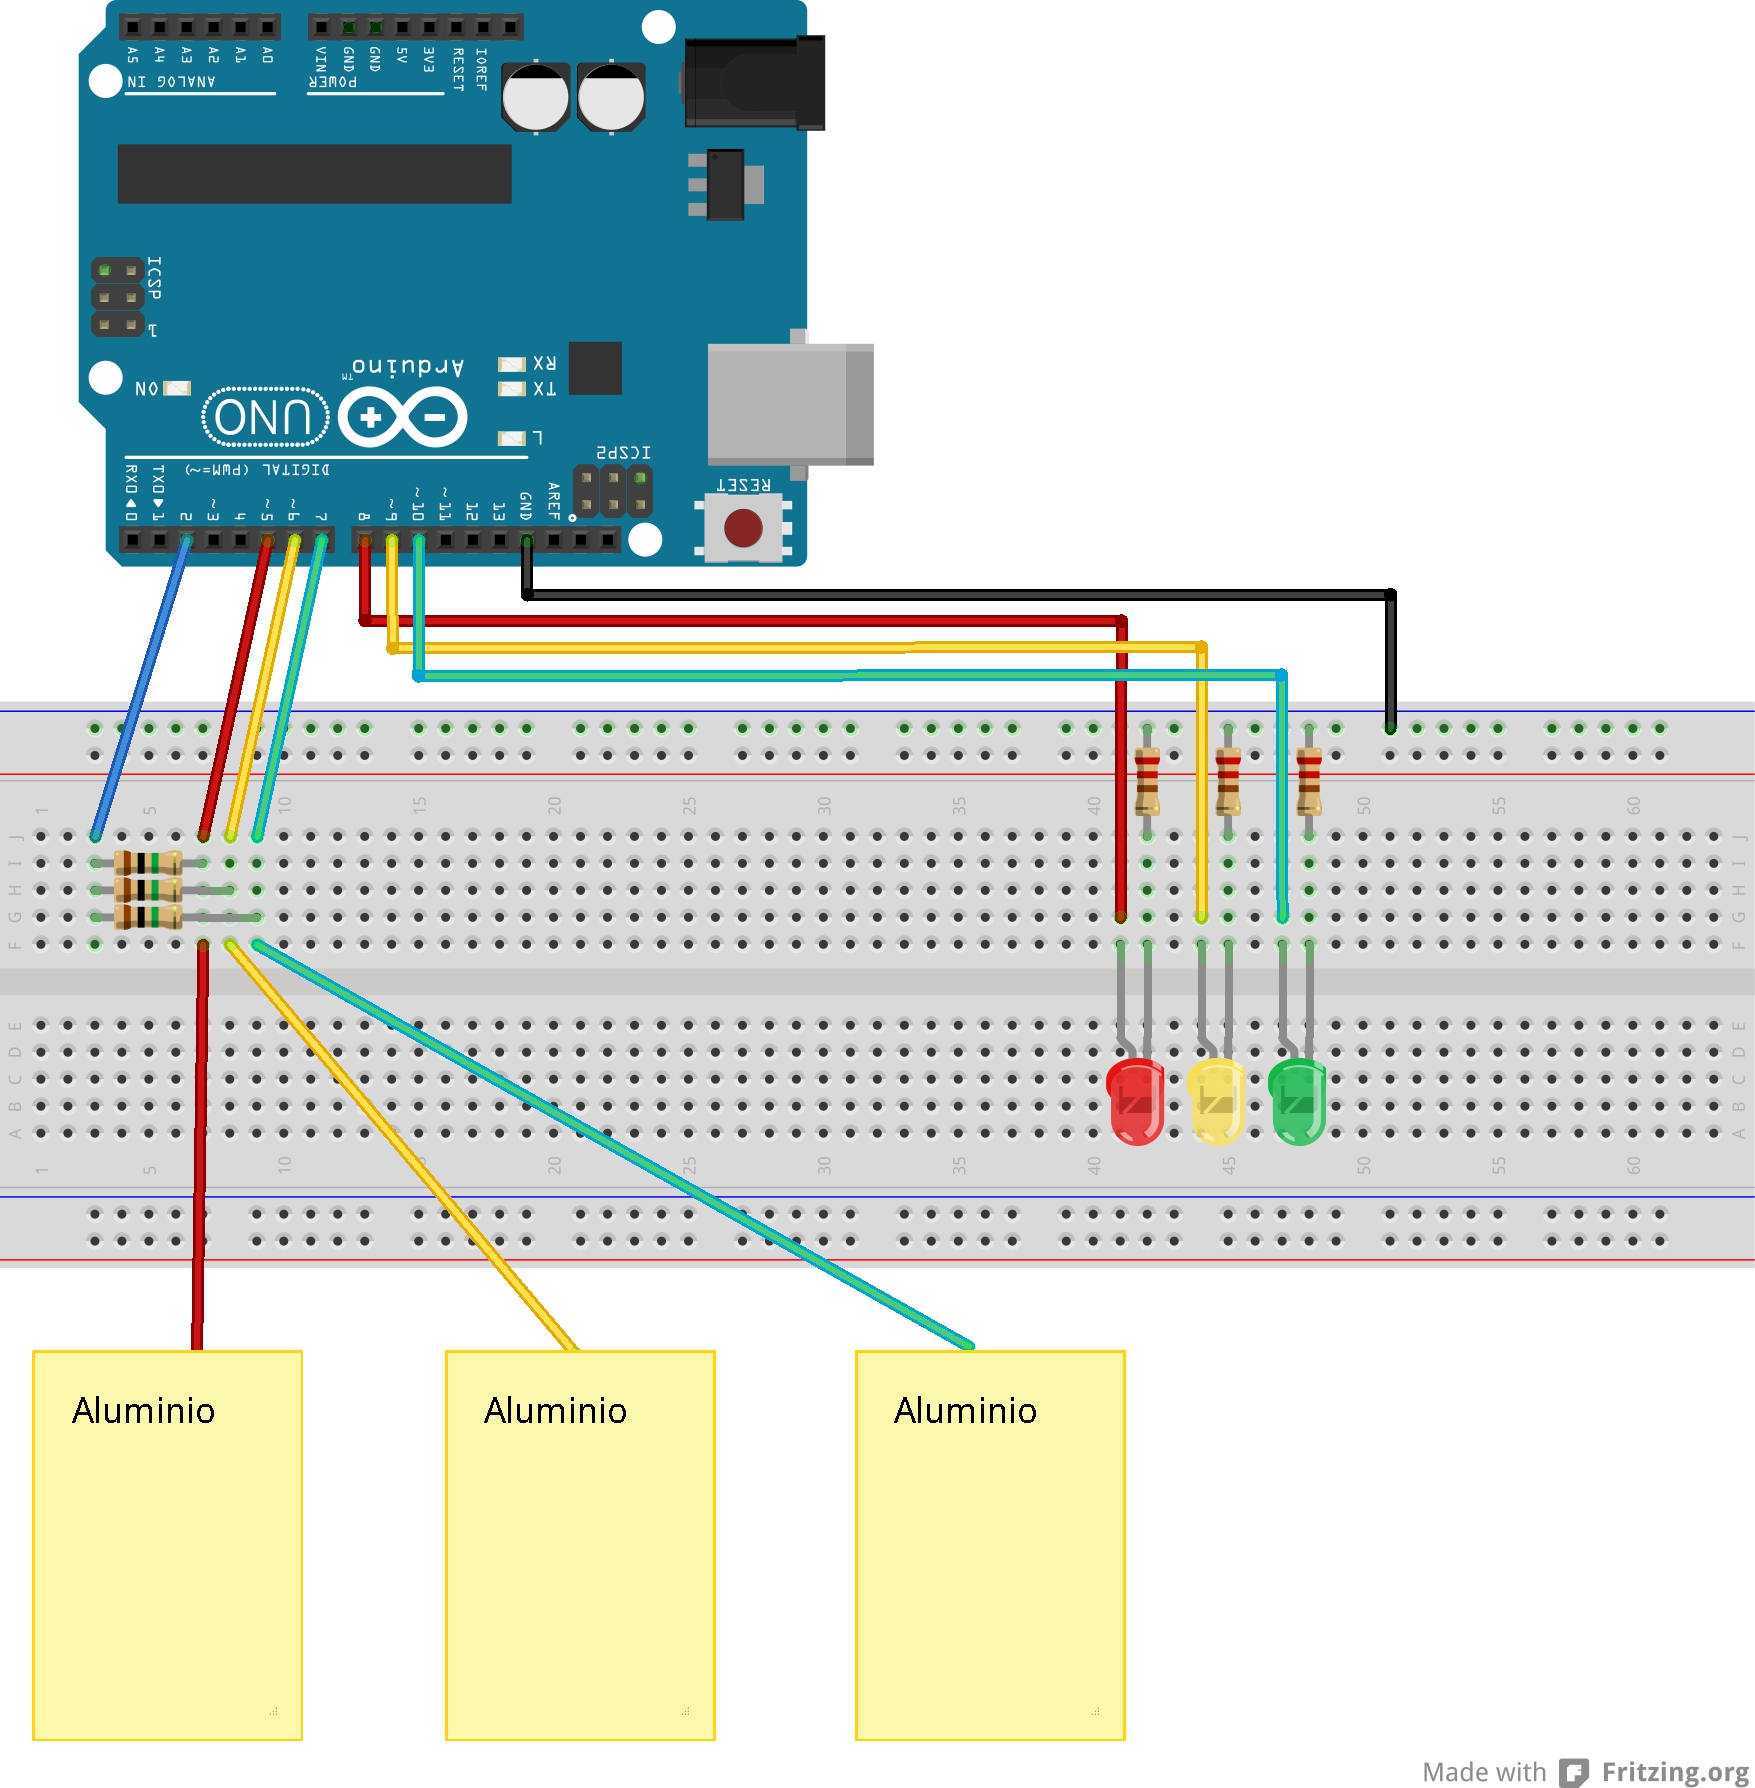 A5 A4 A3 A2 A1 A0
VIN GND GND 5V 3V3 RESET IOREF
ANALOG IN
POWER
ICSP
1
Arduino
TM
RX
TX
ON
UNO
L
ICSP2
DIGITAL (PWM=~)
RESET
RX0◀0 TX0▶1 2 ~3 4 ~5 ~6 7 8 ~9 ~10 ~11 12 13 GND AREF
1 5 10 15 20 25 30 35 40 50 55 60
J J
I I
H H
G G
F F
E E
D D
C C
B B
A A
1 5 10 5 20 25 30 35 40 45 50 55 60
Aluminio
Aluminio
Aluminio
Made with Fritzing.org